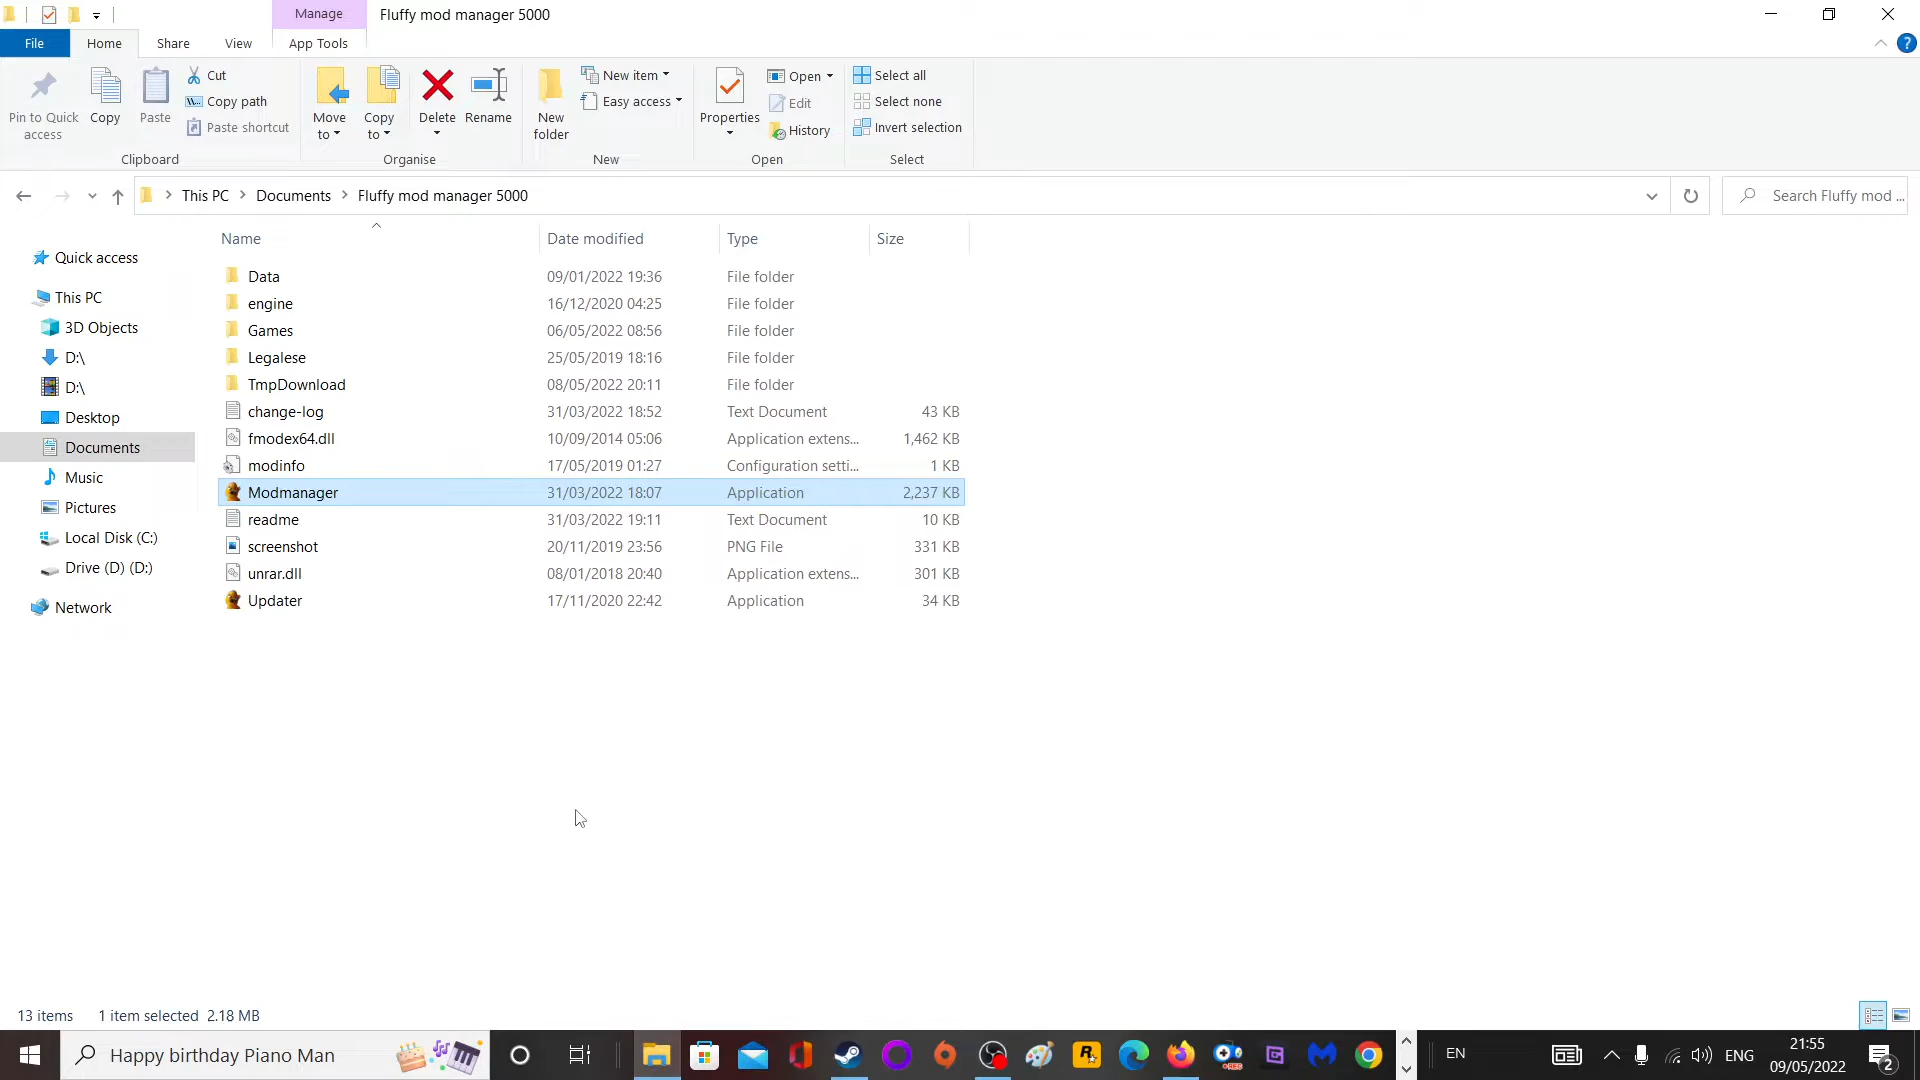 Manage
Fluffy mod manager 5000
File
Home
Share
View
App Tools
Pin to Quick access
Copy
Paste
Cut
Copy path
Paste shortcut
Clipboard
Move to
Copy to
Delete
Rename
Organise
New folder
New item
Easy access
New
Properties
Open
Edit
History
Open
Select all
Select none
Invert selection
Select
This PC
Documents
Fluffy mod manager 5000
Search Fluffy mod ...
Name
Date modified
Type
Size
Quick access
This PC
3D Objects
D:\
D:\
Desktop
Documents
Music
Pictures
Local Disk (C:)
Drive (D) (D:)
Network
Data 09/01/2022 19:36 File folder
engine 16/12/2020 04:25 File folder
Games 06/05/2022 08:56 File folder
Legalese 25/05/2019 18:16 File folder
TmpDownload 08/05/2022 20:11 File folder
change-log 31/03/2022 18:52 Text Document 43 KB
fmodex64.dll 10/09/2014 05:06 Application extens... 1,462 KB
modinfo 17/05/2019 01:27 Configuration setti... 1 KB
Modmanager 31/03/2022 18:07 Application 2,237 KB
readme 31/03/2022 19:11 Text Document 10 KB
screenshot 20/11/2019 23:56 PNG File 331 KB
unrar.dll 08/01/2018 20:40 Application extens... 301 KB
Updater 17/11/2020 22:42 Application 34 KB
13 items
1 item selected 2.18 MB
Happy birthday Piano Man
EN
ENG
21:55
09/05/2022
2